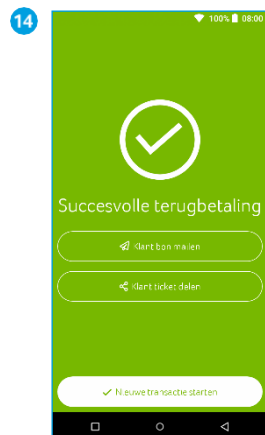 14
100% 08:00
Succesvolle terugbetaling
Klant bon mailen
Klant ticket delen
Nieuwe transactie starten